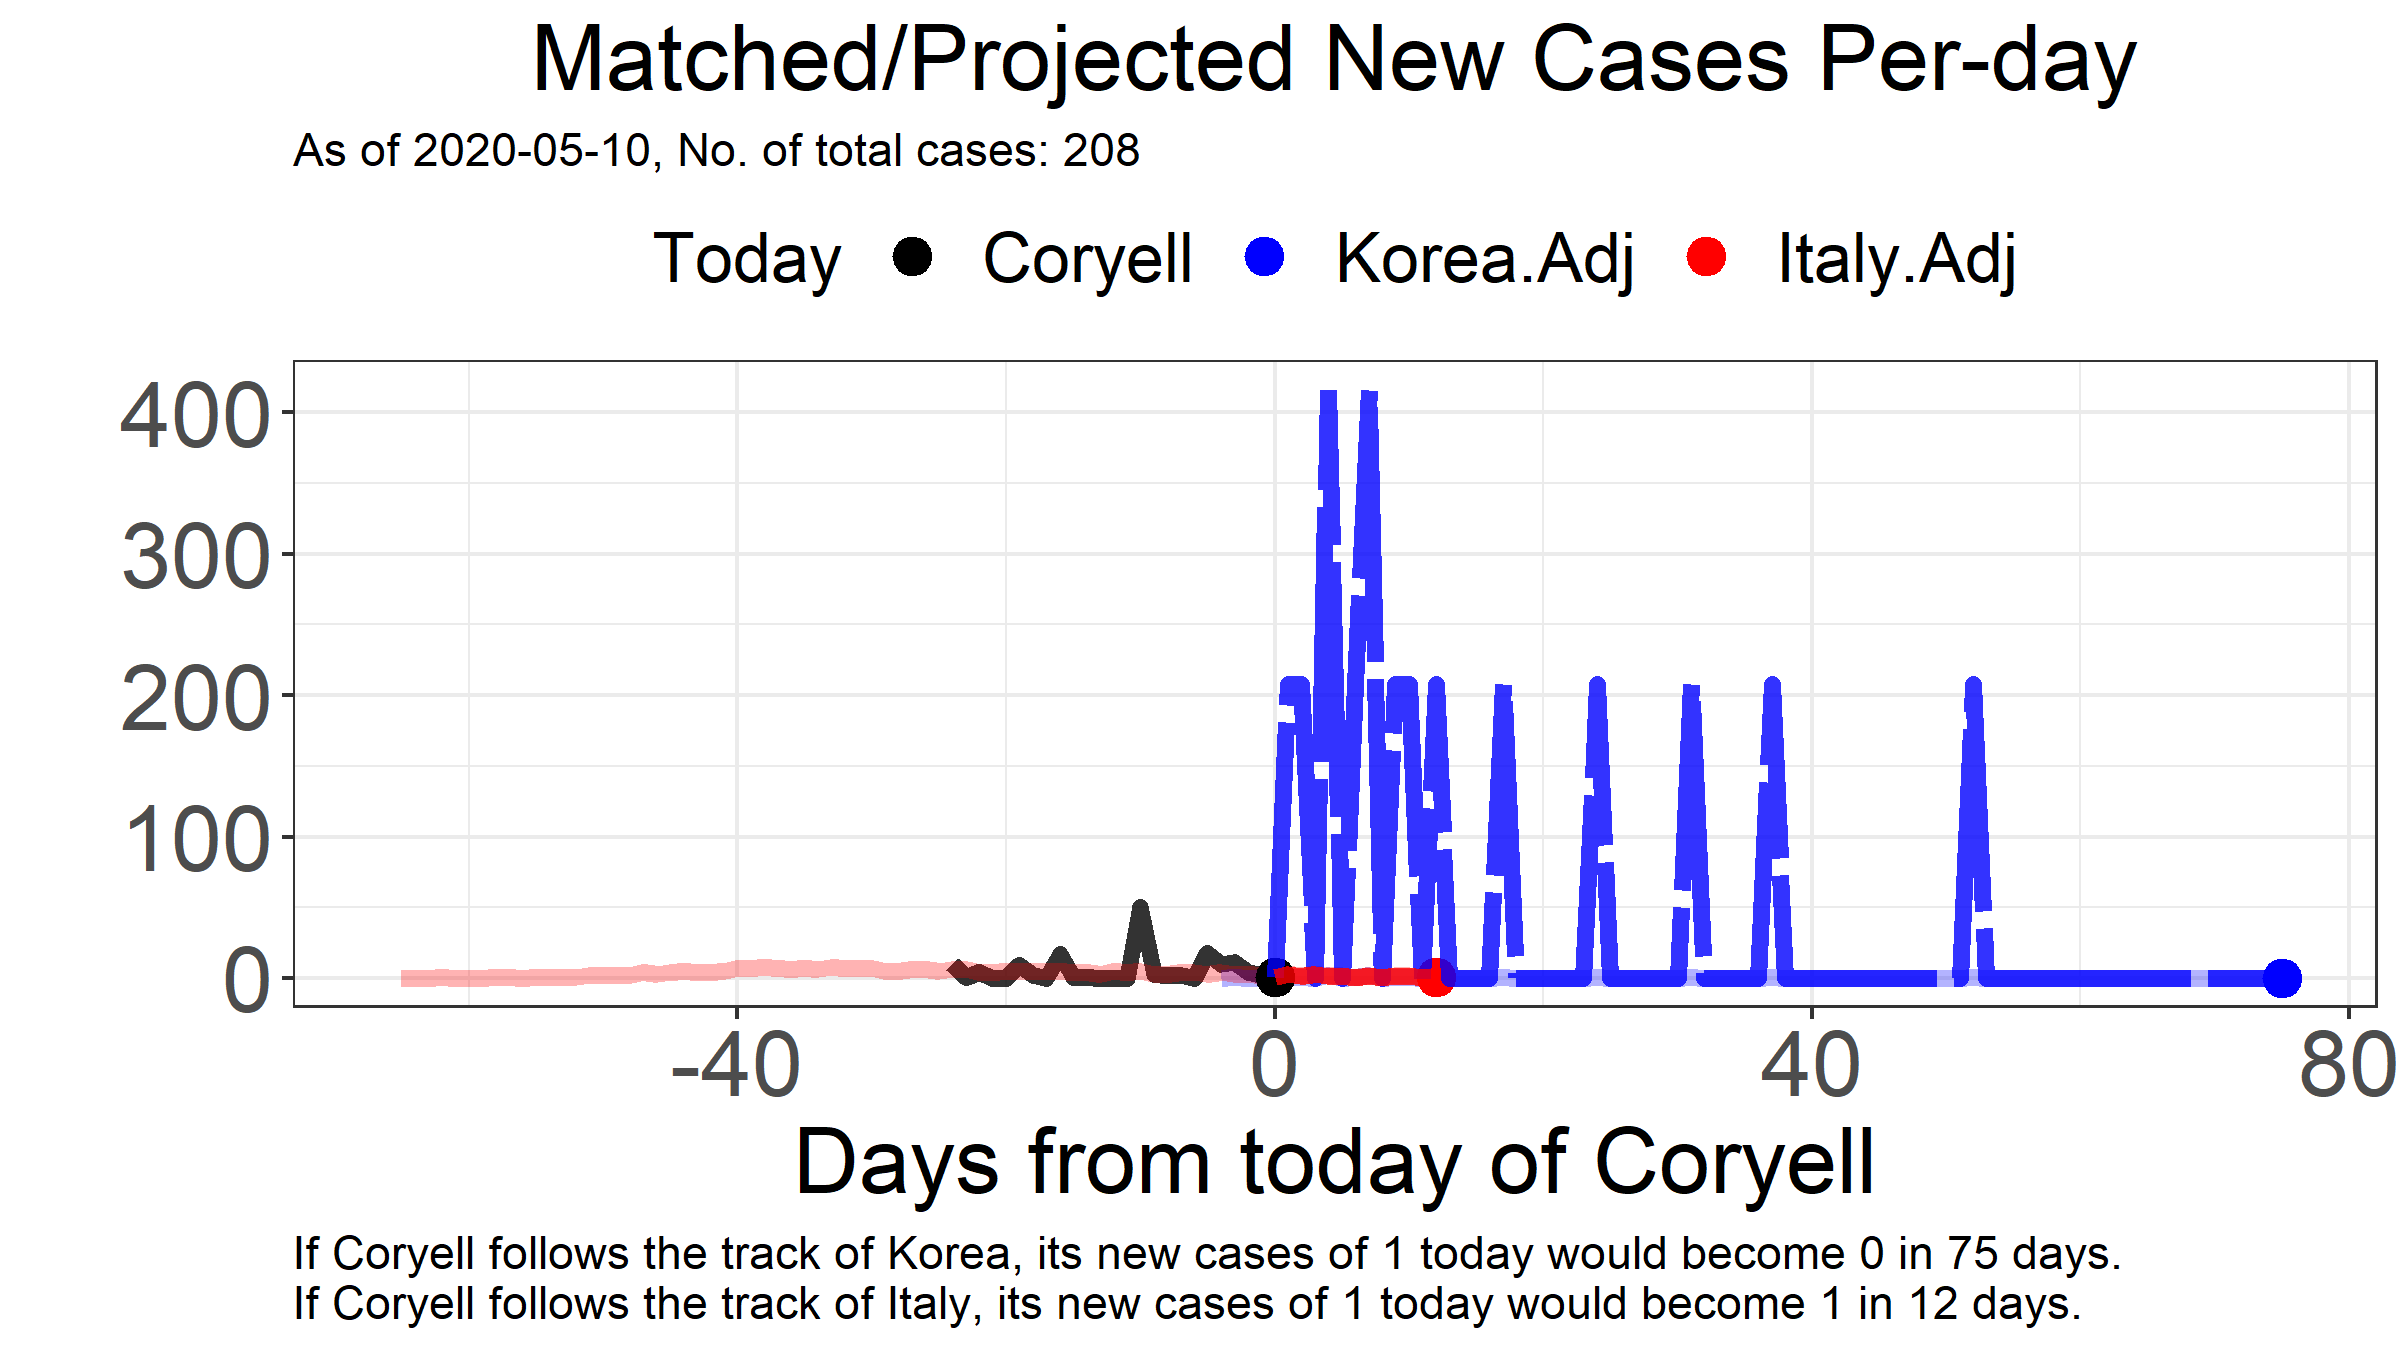 Matched/Projected New Cases Per-day
As of 2020-05-10, No. of total cases: 208
Today Coryell Korea.Adj Italy.Adj
400
300
200
100
0
-40 0 40 80
Days from today of Coryell
If Coryell follows the track of Korea, its new cases of 1 today would become 0 in 75 days.
If Coryell follows the track of Italy, its new cases of 1 today would become 1 in 12 days.